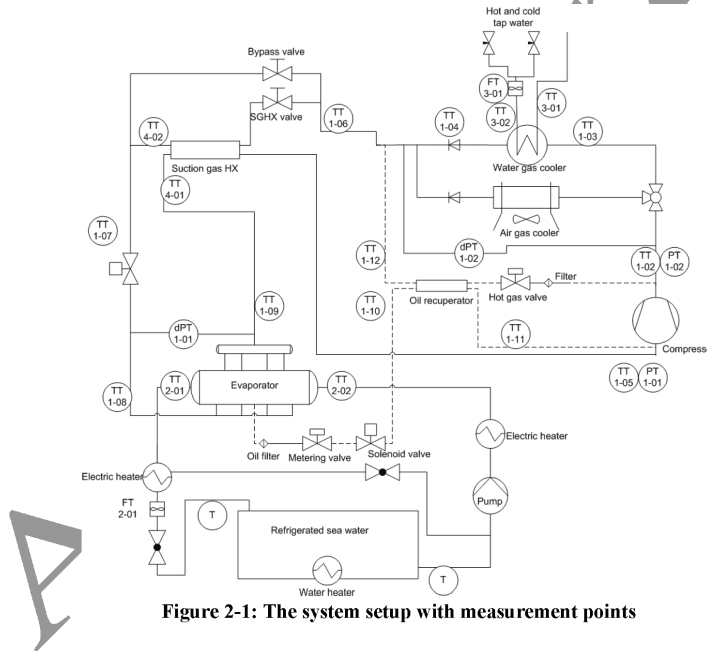 Hot and cold
tap water
Bypass valve
FT
3-01
SGHX valve
TT
3-02
TT
3-01
TT
4-02
TT
1-06
TT
1-04
TT
1-03
Suction gas HX
Water gas cooler
TT
4-01
TT
1-07
Air gas cooler
TT
1-12
dPT
1-02
TT
1-02
PT
1-02
Filter
TT
1-09
TT
1-10
Oil recuperator
Hot gas valve
dPT
1-01
TT
1-11
Compress
TT
1-05
PT
1-01
TT
2-01
Evaporator
TT
2-02
TT
1-08
Electric heater
Oil filter
Metering valve
Solenoid valve
Electric heater
FT
2-01
Pump
T
Refrigerated sea water
Water heater
T
Figure 2-1: The system setup with measurement points